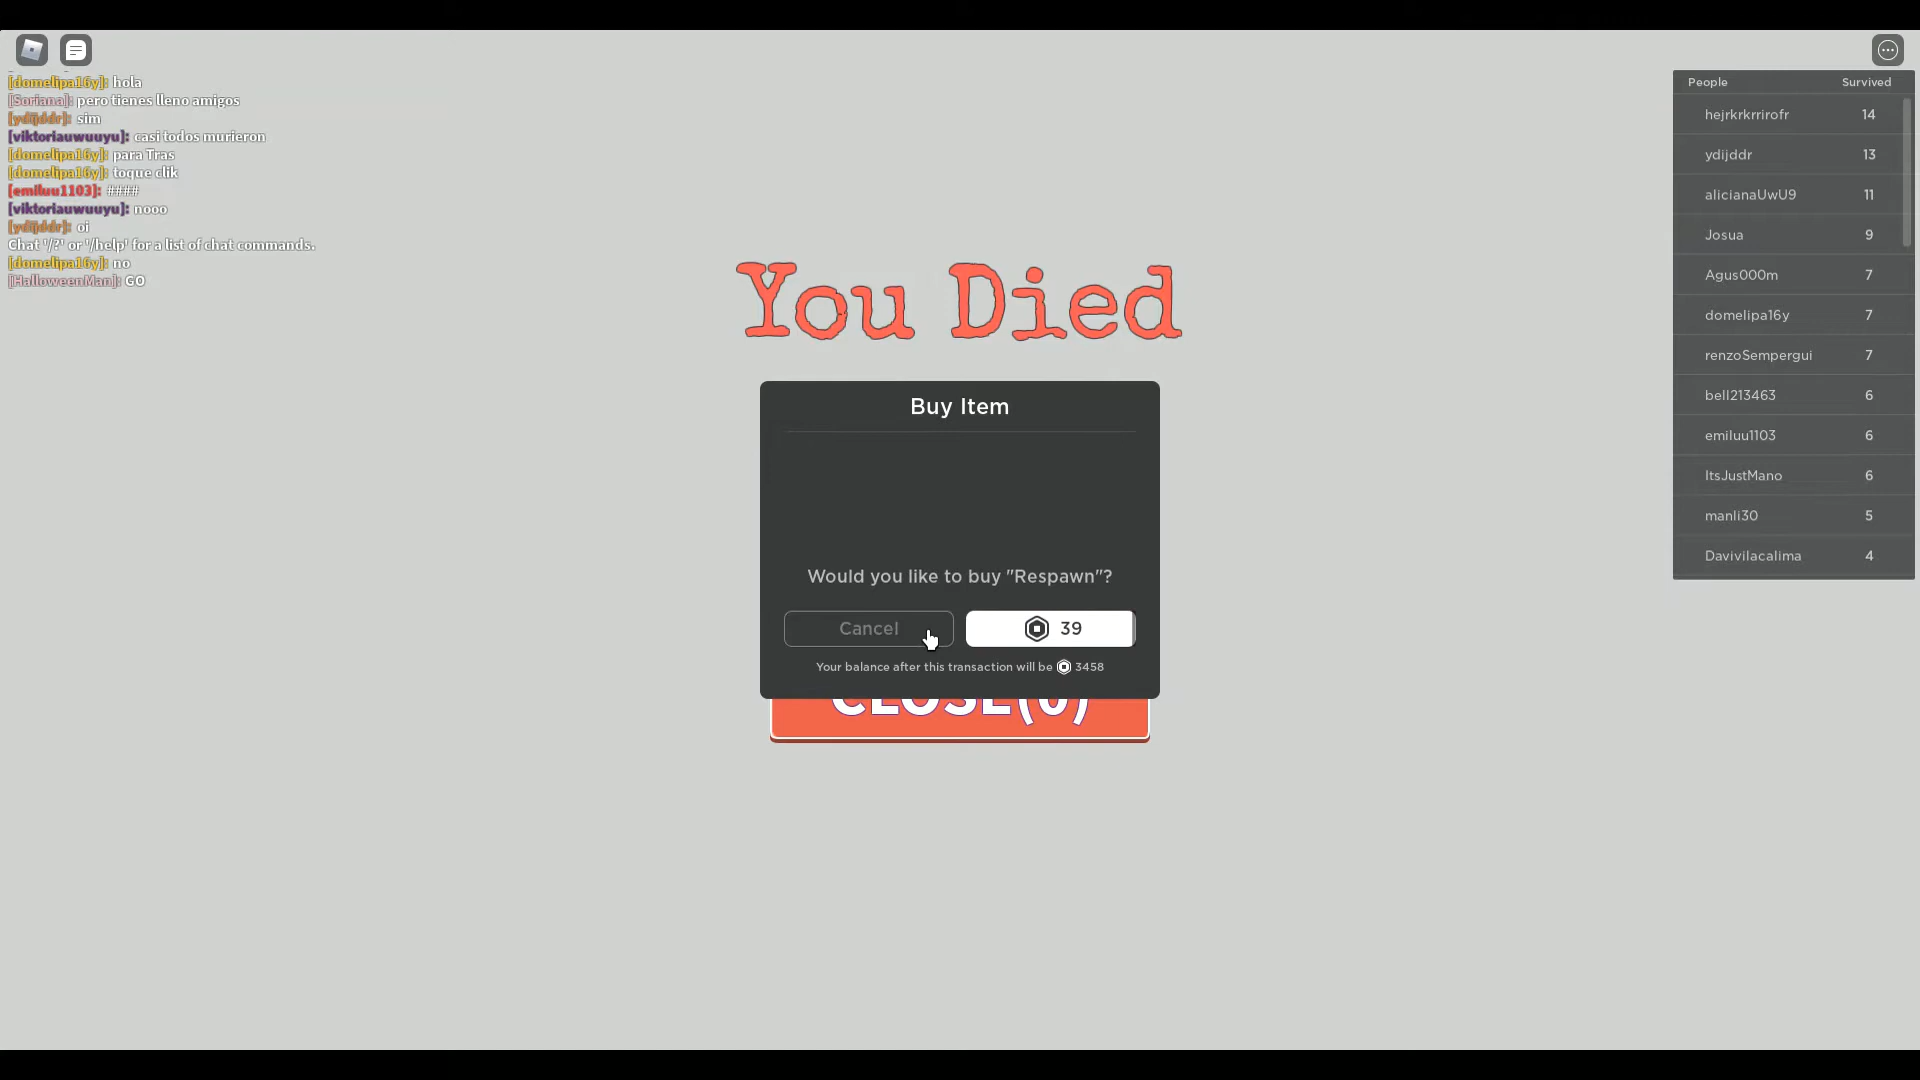 [domelipa16y]: hola
[Soriana]: pero tienes lleno amigos
[ydijddr]: sim
[viktoriauwuuyu]: casi todos murieron
[domelipa16y]: para Tras
[domelipa16y]: toque clik
[emiluu1103]: ####
[viktoriauwuuyu]: nooo
[ydijddr]: oi
Chat '/?' or '/help' for a list of chat commands.
[domelipa16y]: no
[HalloweenMan]: GO
You Died
Buy Item
Would you like to buy "Respawn"?
Cancel
39
Your balance after this transaction will be 3458
CLOSE(0)
People Survived
hejrkrkrrirofr 14
ydijddr 13
alicianaUwU9 11
Josua 9
Agus000m 7
domelipa16y 7
renzoSempergui 7
bell213463 6
emiluu1103 6
ItsJustMano 6
manli30 5
Davivilacalima 4